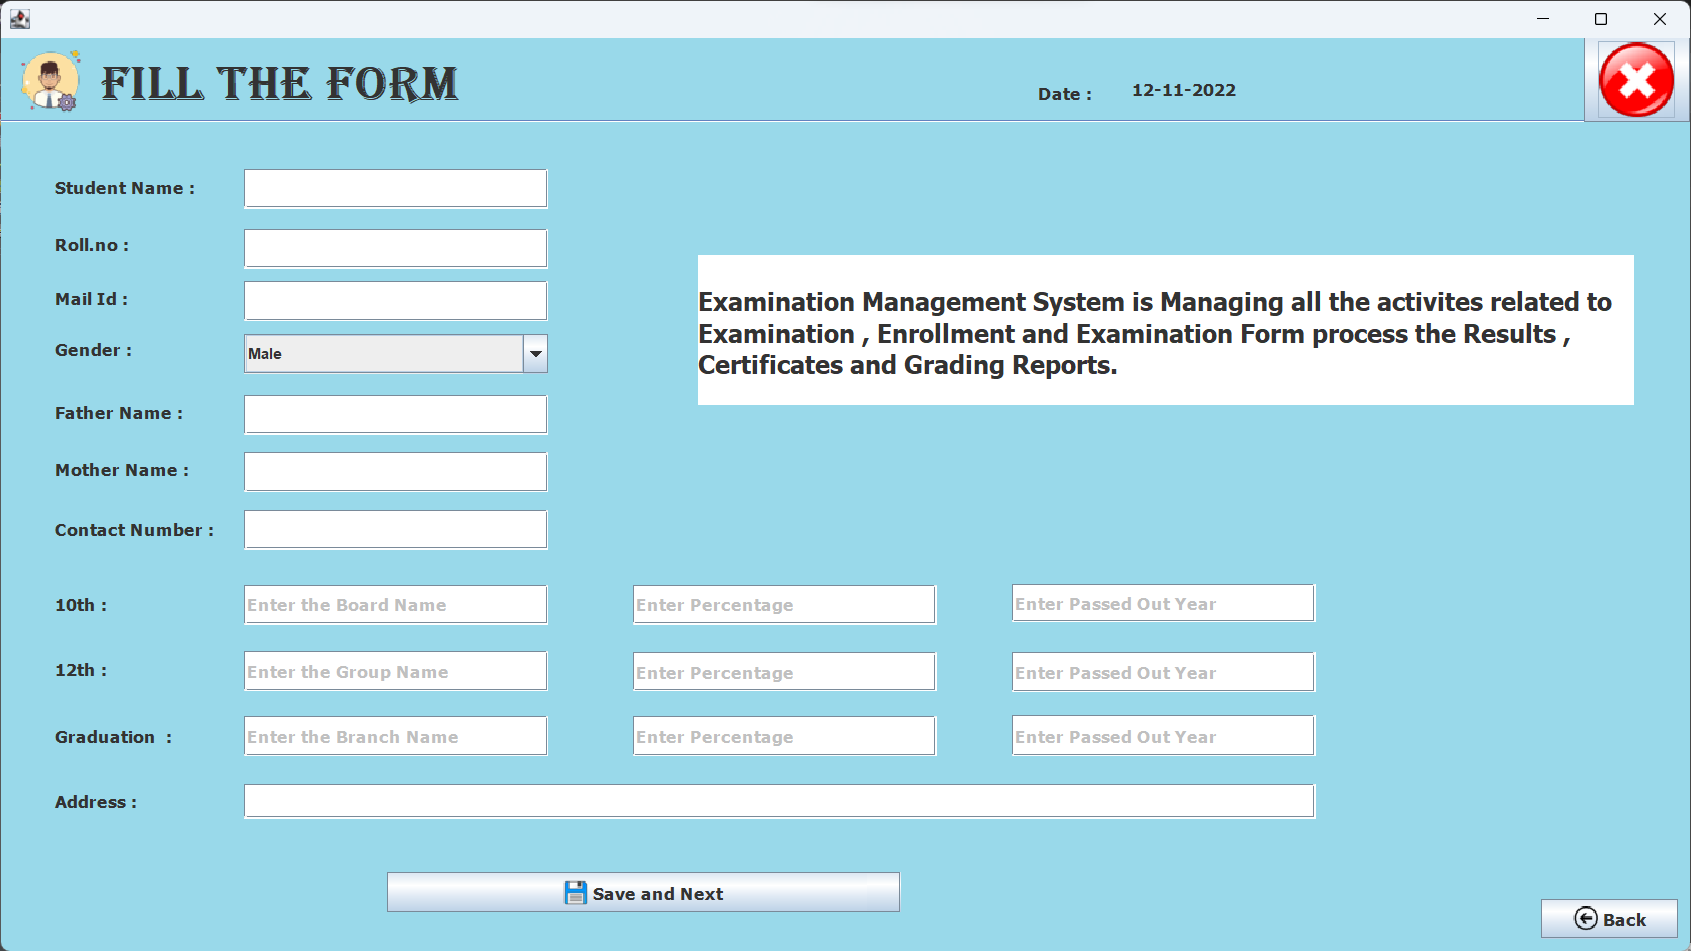 FILL THE FORM
Date :
12-11-2022
Student Name :
Roll.no :
Mail Id :
Gender :
Male
Father Name :
Mother Name :
Contact Number :
Examination Management System is Managing all the activites related to
Examination , Enrollment and Examination Form process the Results ,
Certificates and Grading Reports.
10th :
Enter the Board Name
Enter Percentage
Enter Passed Out Year
12th :
Enter the Group Name
Enter Percentage
Enter Passed Out Year
Graduation :
Enter the Branch Name
Enter Percentage
Enter Passed Out Year
Address :
Save and Next
Back